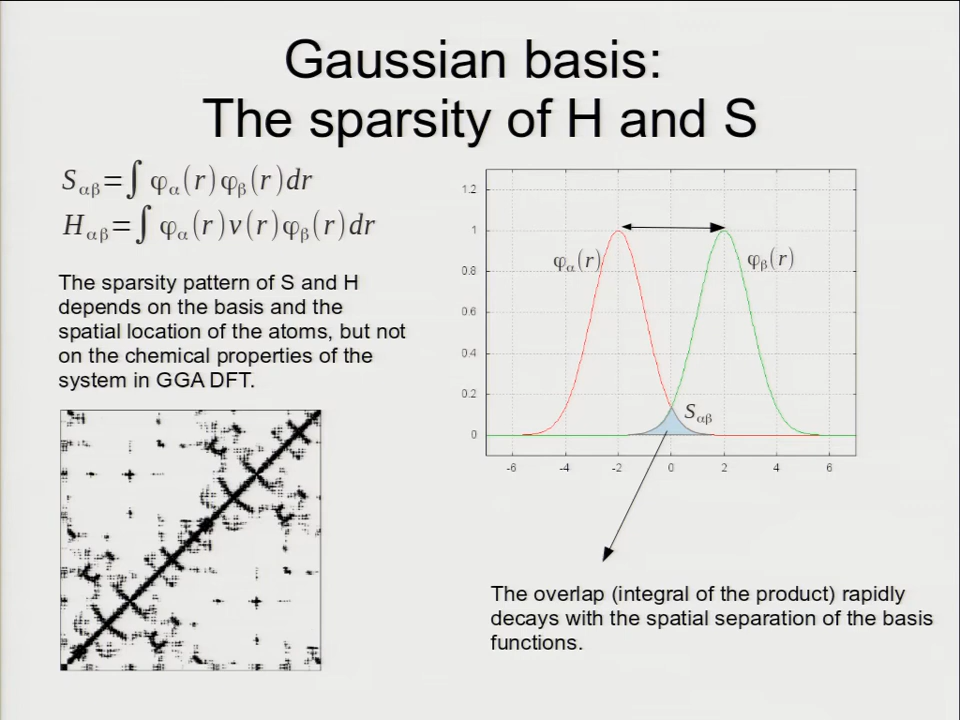 Gaussian basis:
The sparsity of H and S
Sαβ=∫ φα(r)φβ(r)dr
Hαβ=∫ φα(r)v(r)φβ(r)dr
The sparsity pattern of S and H
depends on the basis and the
spatial location of the atoms, but not
on the chemical properties of the
system in GGA DFT.
1.2
1
0.8
0.6
0.4
0.2
0
-6 -4 -2 0 2 4 6
φα(r)
φβ(r)
Sαβ
The overlap (integral of the product) rapidly
decays with the spatial separation of the basis
functions.